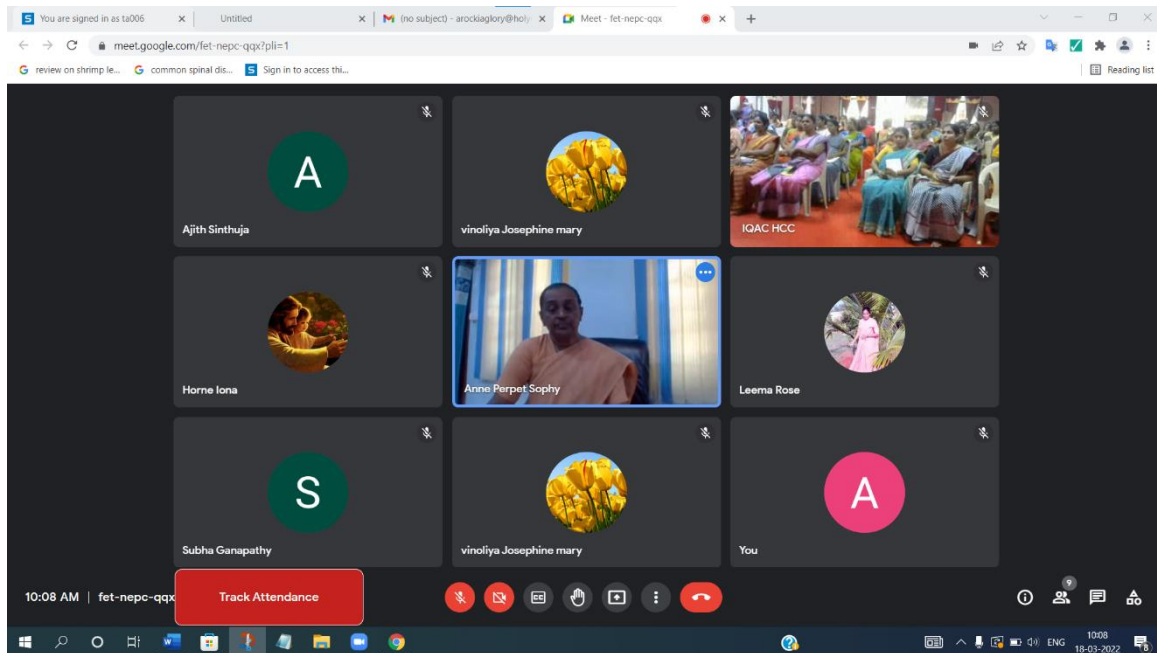 You are signed in as ta006
Untitled
(no subject) - arockiaglory@holy
Meet - fet-nepc-qqx
meet.google.com/fet-nepc-qqx?pli=1
review on shrimp le...
common spinal dis...
Sign in to access thi...
Reading list
A
Ajith Sinthuja
vinoliya Josephine mary
IQAC HCC
Horne Iona
Anne Perpet Sophy
Leema Rose
S
Subha Ganapathy
vinoliya Josephine mary
A
You
10:08 AM | fet-nepc-qqx
Track Attendance
9
ENG
10:08
18-03-2022
8